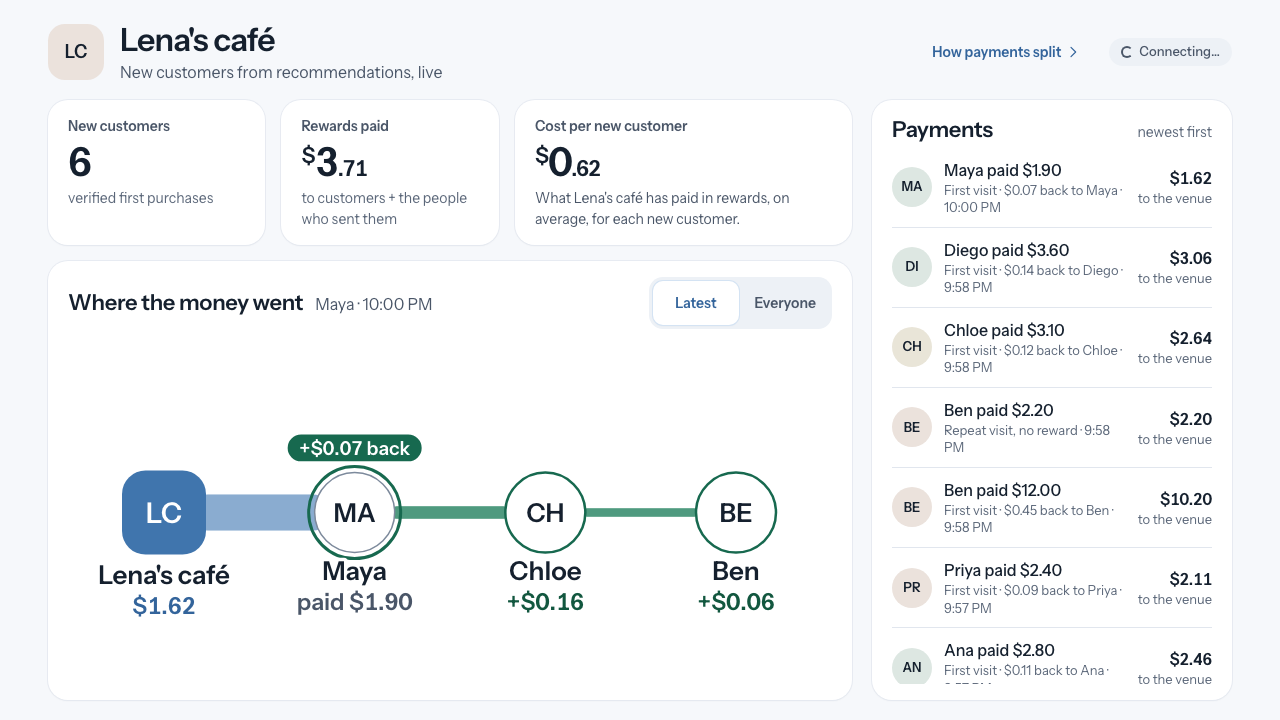 LC
Lena's café
New customers from recommendations, live
How payments split
Connecting…
New customers
6
verified first purchases
Rewards paid
$3.71
to customers + the people
who sent them
Cost per new customer
$0.62
What Lena's café has paid in rewards, on
average, for each new customer.
Where the money went
Maya · 10:00 PM
Latest
Everyone
+$0.07 back
LC
MA
CH
BE
Lena's café
$1.62
Maya
paid $1.90
Chloe
+$0.16
Ben
+$0.06
Payments
newest first
MA
Maya paid $1.90
First visit · $0.07 back to Maya ·
10:00 PM
$1.62
to the venue
DI
Diego paid $3.60
First visit · $0.14 back to Diego ·
9:58 PM
$3.06
to the venue
CH
Chloe paid $3.10
First visit · $0.12 back to Chloe ·
9:58 PM
$2.64
to the venue
BE
Ben paid $2.20
Repeat visit, no reward · 9:58
PM
$2.20
to the venue
BE
Ben paid $12.00
First visit · $0.45 back to Ben ·
9:58 PM
$10.20
to the venue
PR
Priya paid $2.40
First visit · $0.09 back to Priya ·
9:57 PM
$2.11
to the venue
AN
Ana paid $2.80
First visit · $0.11 back to Ana ·
$2.46
to the venue